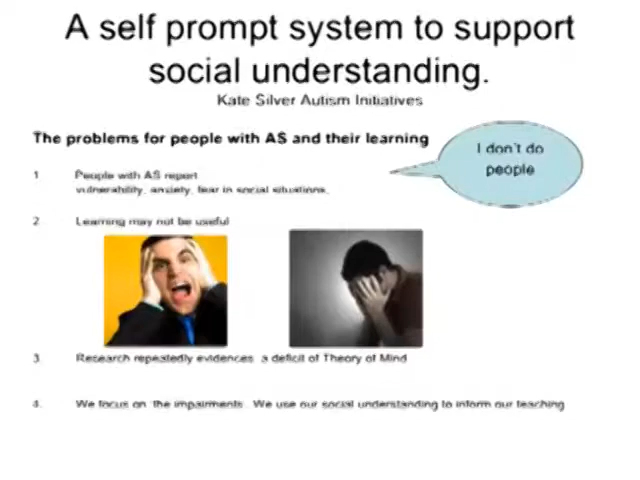 A self prompt system to support
social understanding.
Kate Silver Autism Initiatives
The problems for people with AS and their learning
I don't do
people
1. People with AS report
vulnerability, anxiety, fear in social situations.
2. Learning may not be useful
3. Research repeatedly evidences a deficit of Theory of Mind
4. We focus on 'the impairments'. We use our social understanding to inform our teaching